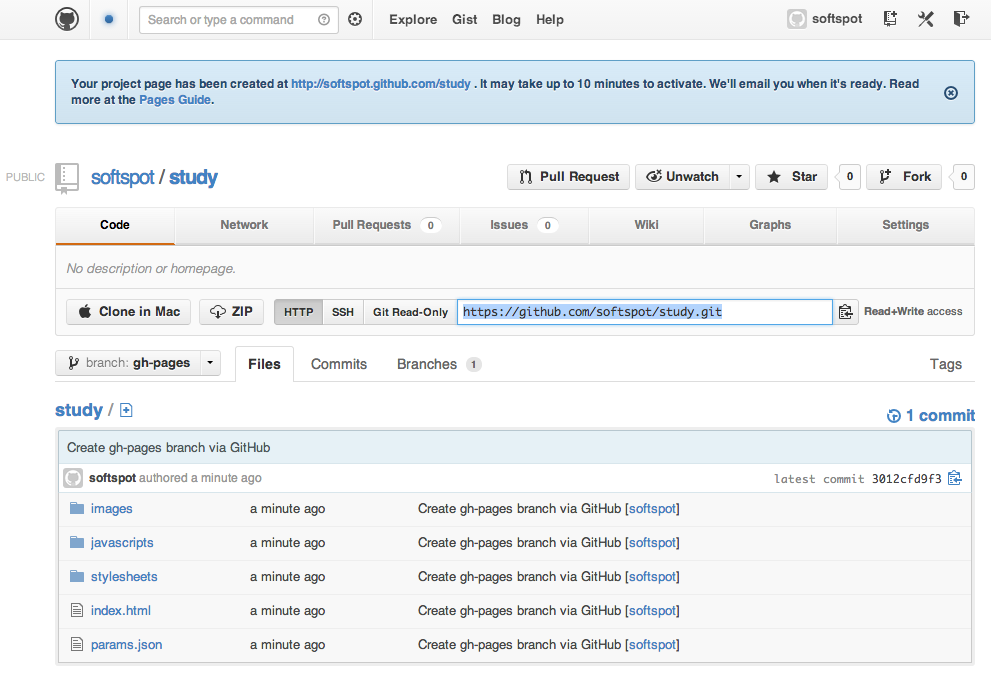 Search or type a command Explore Gist Blog Help softspot
Your project page has been created at http://softspot.github.com/study . It may take up to 10 minutes to activate. We'll email you when it's ready. Read
more at the Pages Guide.
PUBLIC softspot / study Pull Request Unwatch Star 0 Fork 0
Code Network Pull Requests 0 Issues 0 Wiki Graphs Settings
No description or homepage.
Clone in Mac ZIP HTTP SSH Git Read-Only https://github.com/softspot/study.git Read+Write access
branch: gh-pages Files Commits Branches 1 Tags
study / 1 commit
Create gh-pages branch via GitHub
softspot authored a minute ago latest commit 3012cfd9f3
images a minute ago Create gh-pages branch via GitHub [softspot]
javascripts a minute ago Create gh-pages branch via GitHub [softspot]
stylesheets a minute ago Create gh-pages branch via GitHub [softspot]
index.html a minute ago Create gh-pages branch via GitHub [softspot]
params.json a minute ago Create gh-pages branch via GitHub [softspot]